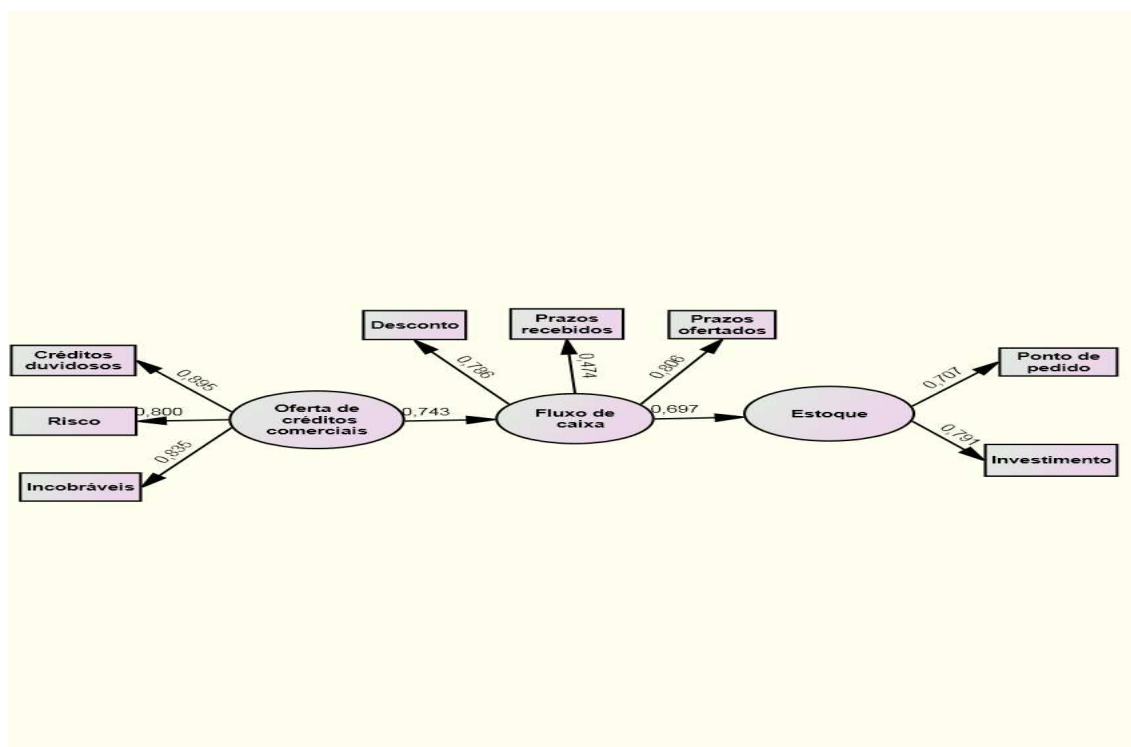 Desconto
Prazos
recebidos
Prazos
ofertados
Créditos
duvidosos
Risco
Incobráveis
0,895
0,800
0,835
Oferta de
créditos
comerciais
0,743
0,786
0,474
0,806
Fluxo de
caixa
0,697
Estoque
0,707
0,791
Ponto de
pedido
Investimento